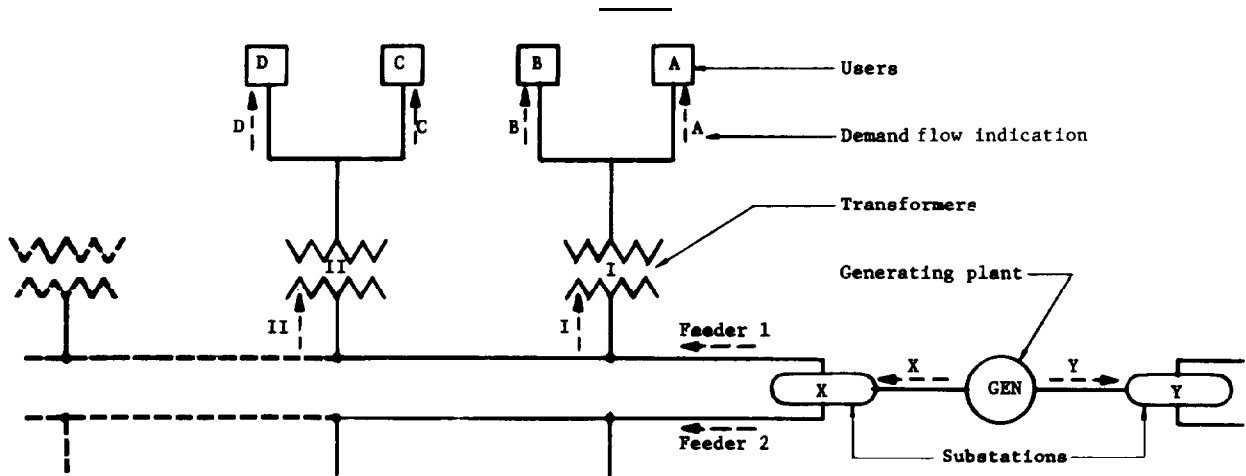 D
C
B
A
Users
D
C
B
A
Demand flow indication
Transformers
II
I
Generating plant
II
I
Feeder 1
X
Y
X
GEN
Y
Feeder 2
Substations